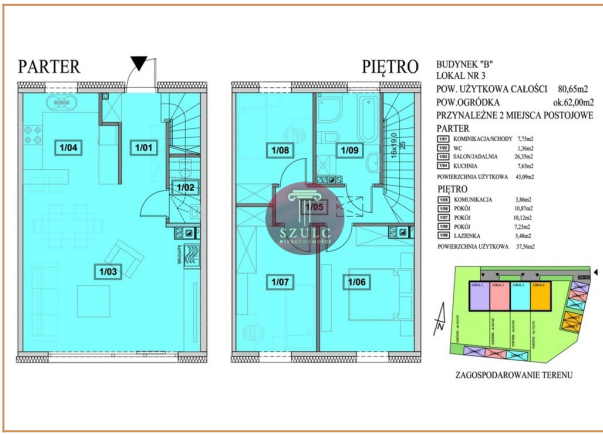 PARTER
PIĘTRO
1/04
1/01
1/02
1/03
1/08
1/09
16x19,0
25
1/05
1/07
1/06
SZULC
NIERUCHOMOŚCI
BUDYNEK "B"
LOKAL NR 3
POW. UŻYTKOWA CAŁOŚCI 80,65m2
POW.OGRÓDKA ok.62,00m2
PRZYNALEŻNE 2 MIEJSCA POSTOJOWE
PARTER
1/01 KOMUNIKACJA/SCHODY 7,75m2
1/02 WC 1,36m2
1/03 SALON/JADALNIA 26,35m2
1/04 KUCHNIA 7,63m2
POWIERZCHNIA UŻYTKOWA 43,09m2
PIĘTRO
1/05 KOMUNIKACJA 3,86m2
1/06 POKÓJ 10,87m2
1/07 POKÓJ 10,12m2
1/08 POKÓJ 7,23m2
1/09 ŁAZIENKA 5,48m2
POWIERZCHNIA UŻYTKOWA 37,56m2
ZAGOSPODAROWANIE TERENU